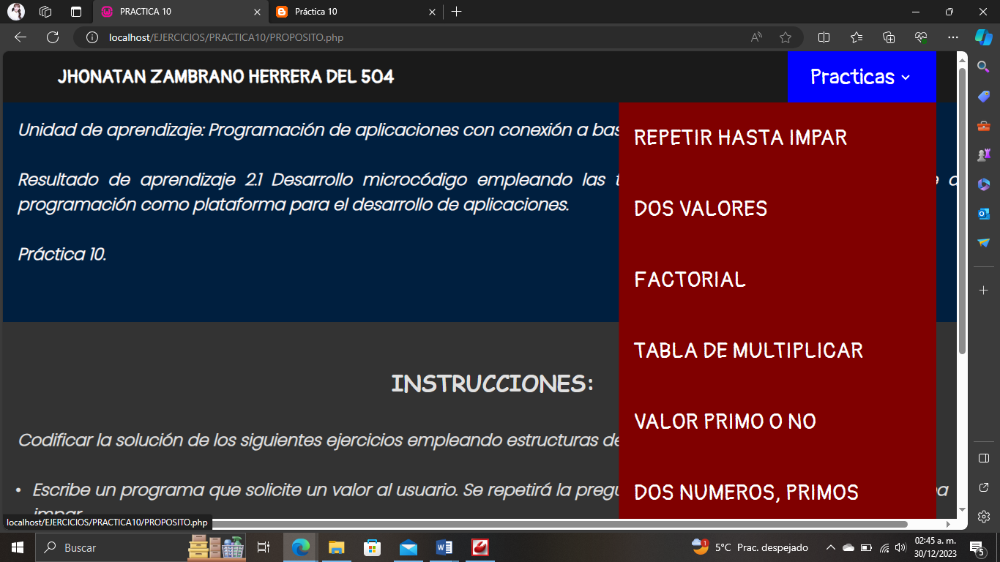 PRACTICA 10
Práctica 10
localhost/EJERCICIOS/PRACTICA10/PROPOSITO.php
JHONATAN ZAMBRANO HERRERA DEL 504
Practicas
Unidad de aprendizaje: Programación de aplicaciones con conexión a bas
Resultado de aprendizaje 2.1 Desarrollo microcódigo empleando las t
programación como plataforma para el desarrollo de aplicaciones.
Práctica 10.
REPETIR HASTA IMPAR
DOS VALORES
FACTORIAL
TABLA DE MULTIPLICAR
VALOR PRIMO O NO
DOS NUMEROS, PRIMOS
INSTRUCCIONES:
Codificar la solución de los siguientes ejercicios empleando estructuras de
• Escribe un programa que solicite un valor al usuario. Se repetirá la pregu
impar
localhost/EJERCICIOS/PRACTICA10/PROPOSITO.php
Buscar
1
5°C Prac. despejado
02:45 a. m.
30/12/2023
5